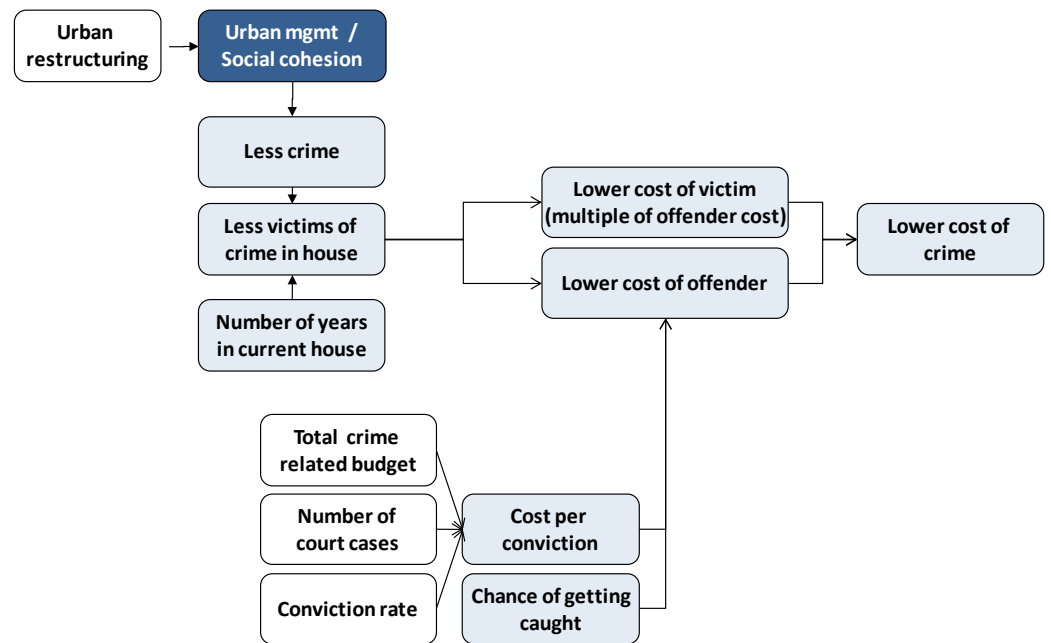 Urban
restructuring
Urban mgmt /
Social cohesion
Less crime
Less victims of
crime in house
Number of years
in current house
Lower cost of victim
(multiple of offender cost)
Lower cost of offender
Lower cost of
crime
Total crime
related budget
Number of
court cases
Conviction rate
Cost per
conviction
Chance of getting
caught